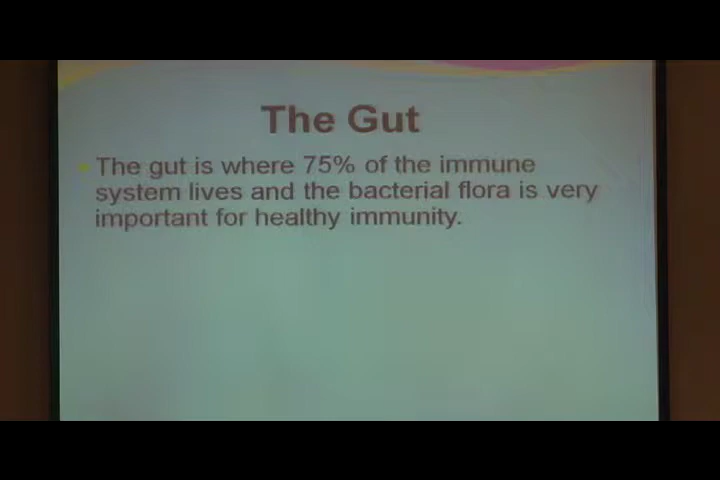 The Gut
The gut is where 75% of the immune
system lives and the bacterial flora is very
important for healthy immunity.